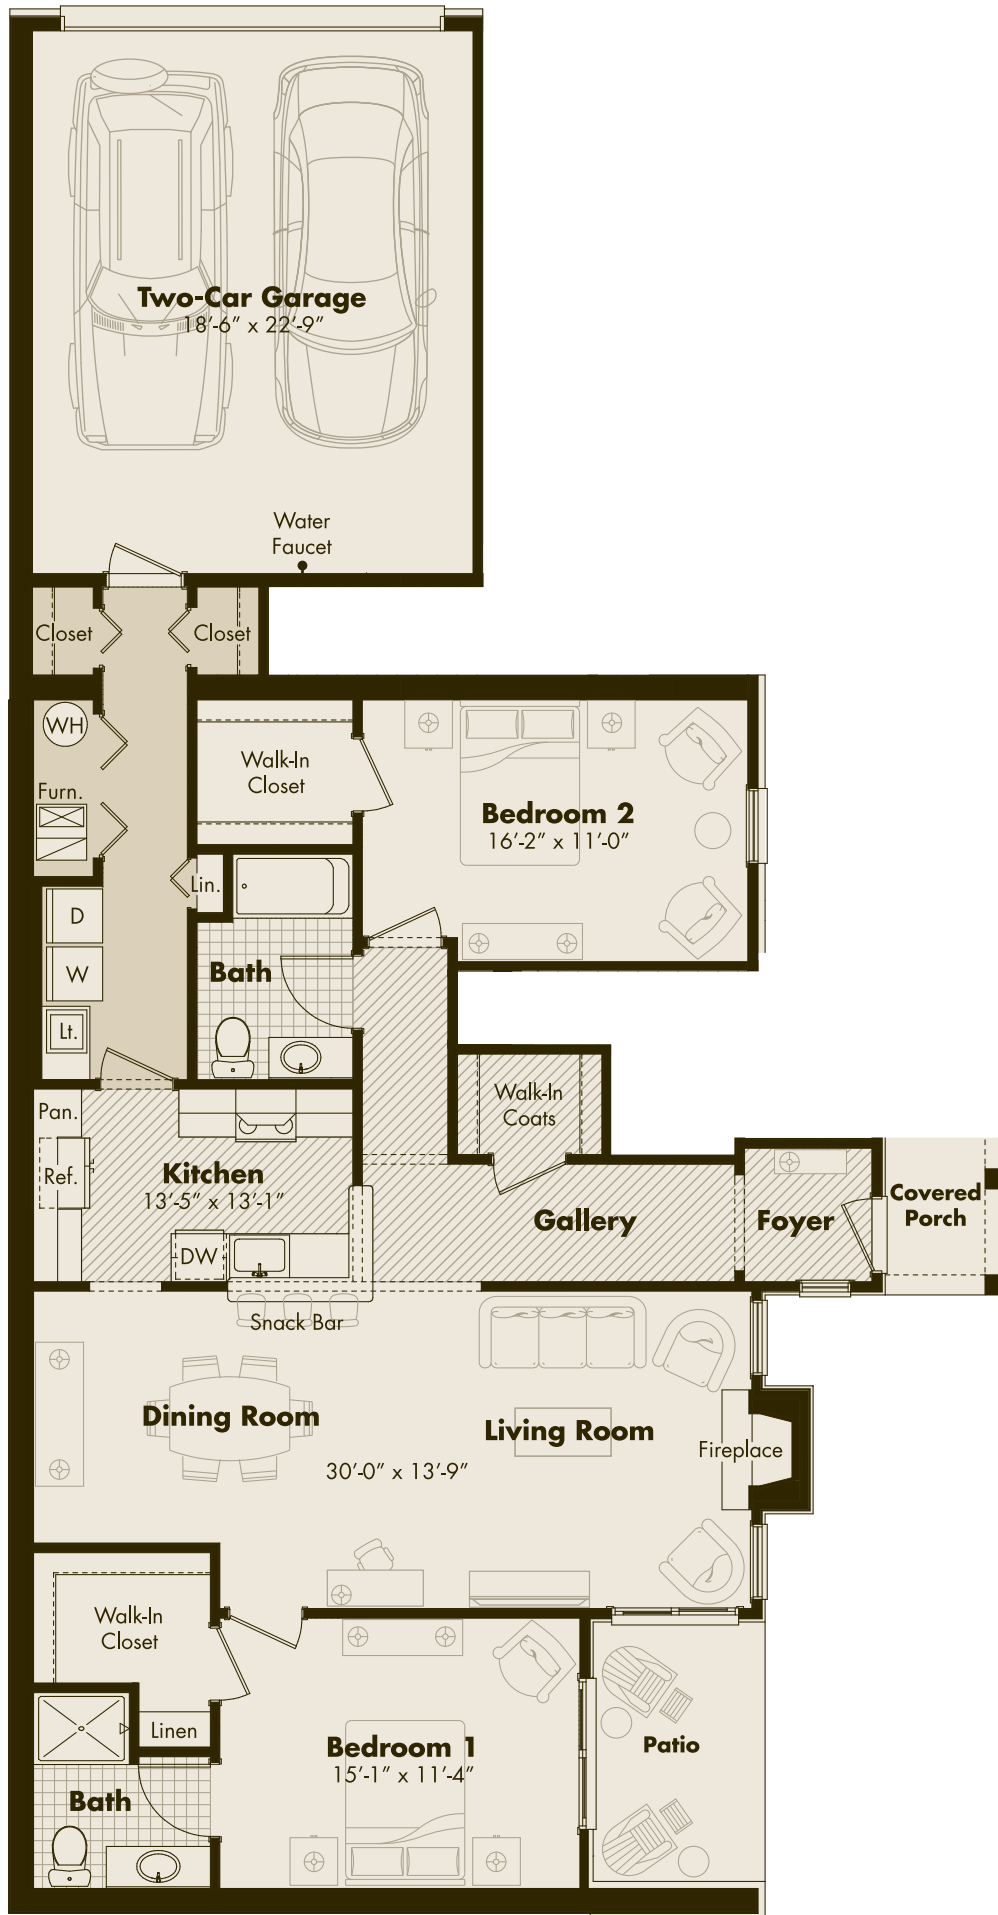 Two-Car Garage
18'-6" x 22'-9"
Water
Faucet
Closet
Closet
WH
Walk-In
Closet
Furn.
Bedroom 2
16'-2" x 11'-0"
Lin.
D
W
Bath
Lt.
Walk-In
Coats
Pan.
Ref.
Kitchen
13'-5" x 13'-1"
DW
Gallery
Foyer
Covered
Porch
Snack Bar
Dining Room
Living Room
30'-0" x 13'-9"
Fireplace
Walk-In
Closet
Linen
Bedroom 1
15'-1" x 11'-4"
Patio
Bath